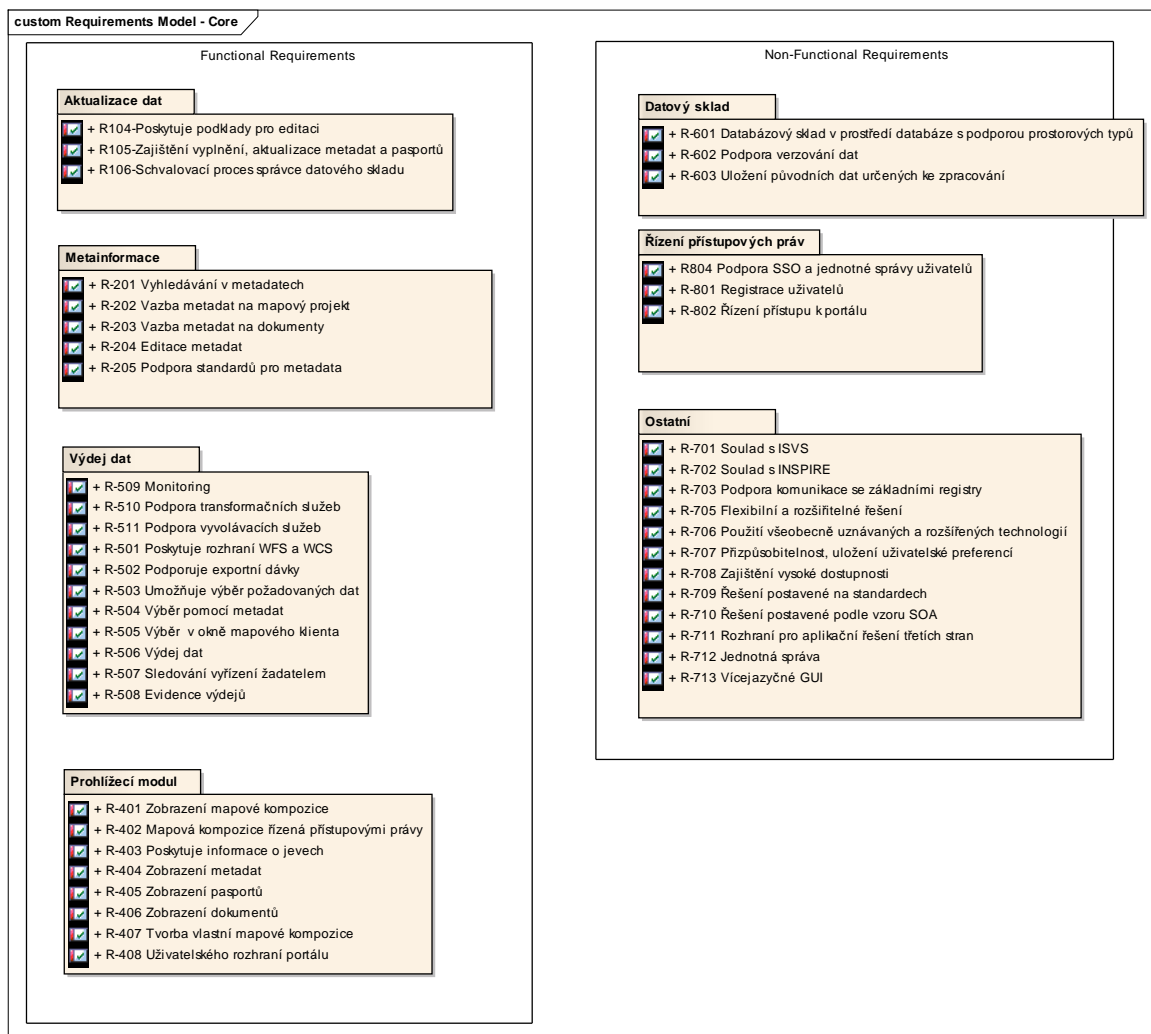 custom Requirements Model - Core
Functional Requirements
Aktualizace dat
+ R104-Poskytuje podklady pro editaci
+ R105-Zajištění vyplnění, aktualizace metadat a pasportů
+ R106-Schvalovací proces správce datového skladu
Metainformace
+ R-201 Vyhledávání v metadatech
+ R-202 Vazba metadat na mapový projekt
+ R-203 Vazba metadat na dokumenty
+ R-204 Editace metadat
+ R-205 Podpora standardů pro metadata
Výdej dat
+ R-509 Monitoring
+ R-510 Podpora transformačních služeb
+ R-511 Podpora vyvolávacích služeb
+ R-501 Poskytuje rozhraní WFS a WCS
+ R-502 Podporuje exportní dávky
+ R-503 Umožňuje výběr požadovaných dat
+ R-504 Výběr pomocí metadat
+ R-505 Výběr v okně mapového klienta
+ R-506 Výdej dat
+ R-507 Sledování vyřízení žadatelem
+ R-508 Evidence výdejů
Prohlížecí modul
+ R-401 Zobrazení mapové kompozice
+ R-402 Mapová kompozice řízená přístupovými právy
+ R-403 Poskytuje informace o jevech
+ R-404 Zobrazení metadat
+ R-405 Zobrazení pasportů
+ R-406 Zobrazení dokumentů
+ R-407 Tvorba vlastní mapové kompozice
+ R-408 Uživatelského rozhraní portálu
Non-Functional Requirements
Datový sklad
+ R-601 Databázový sklad v prostředí databáze s podporou prostorových typů
+ R-602 Podpora verzování dat
+ R-603 Uložení původních dat určených ke zpracování
Řízení přístupových práv
+ R804 Podpora SSO a jednotné správy uživatelů
+ R-801 Registrace uživatelů
+ R-802 Řízení přístupu k portálu
Ostatní
+ R-701 Soulad s ISVS
+ R-702 Soulad s INSPIRE
+ R-703 Podpora komunikace se základními registry
+ R-705 Flexibilní a rozšiřitelné řešení
+ R-706 Použití všeobecně uznávaných a rozšířených technologií
+ R-707 Přizpůsobitelnost, uložení uživatelské preferencí
+ R-708 Zajištění vysoké dostupnosti
+ R-709 Řešení postavené na standardech
+ R-710 Řešení postavené podle vzoru SOA
+ R-711 Rozhraní pro aplikační řešení třetích stran
+ R-712 Jednotná správa
+ R-713 Vícejazyčné GUI